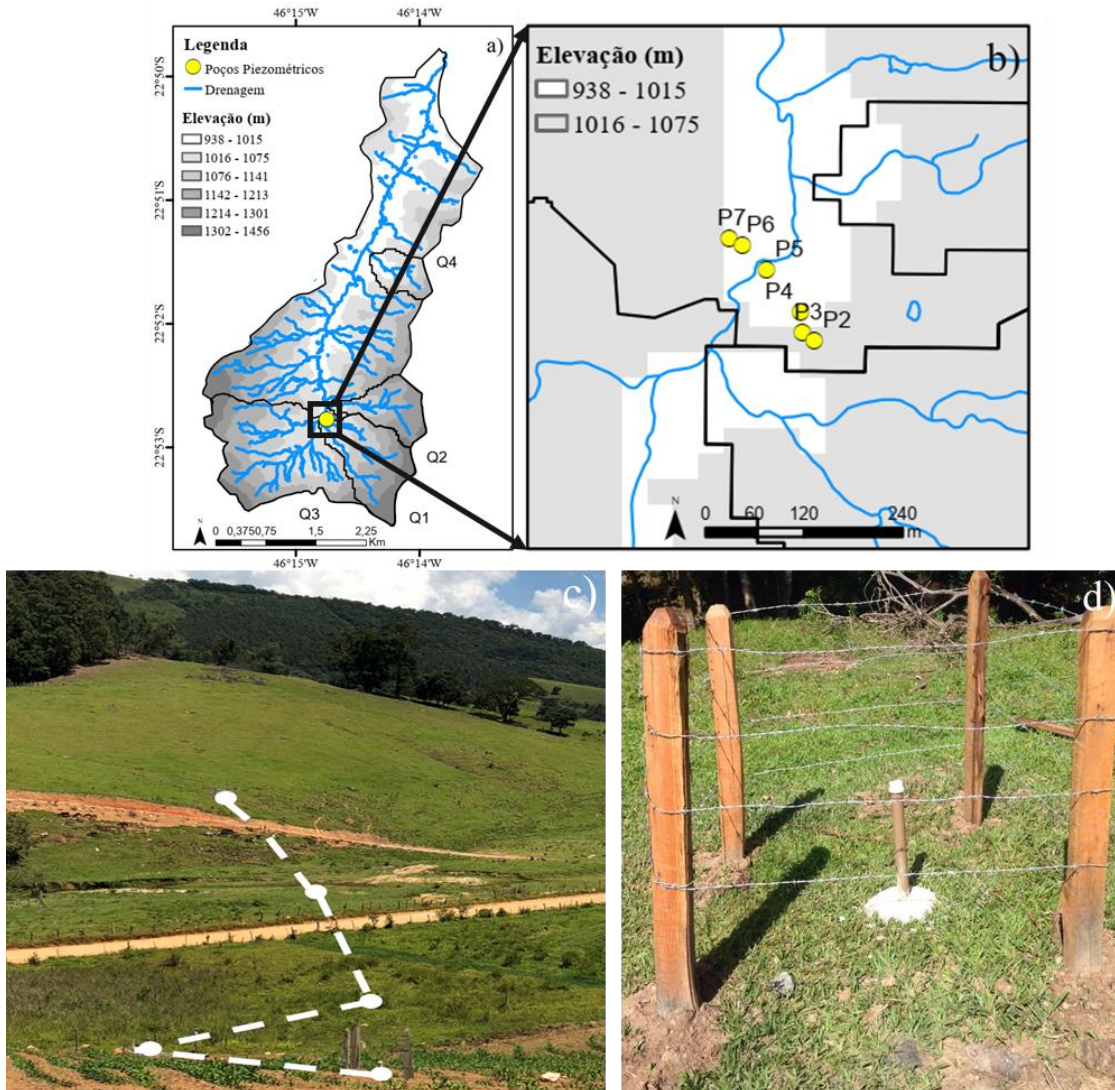 46°15'W 46°14'W
a)
Legenda
Poços Piezométricos
Drenagem
Elevação (m)
938 - 1015
1016 - 1075
1076 - 1141
1142 - 1213
1214 - 1301
1302 - 1456
22°50'S
22°51'S
22°52'S
22°53'S
Q4
Q2
Q1
Q3
N
0 0,3750,75 1,5 2,25
Km
46°15'W 46°14'W
b)
Elevação (m)
938 - 1015
1016 - 1075
P7 P6
P5
P4
P3 P2
N
0 60 120 240
m
c)
d)